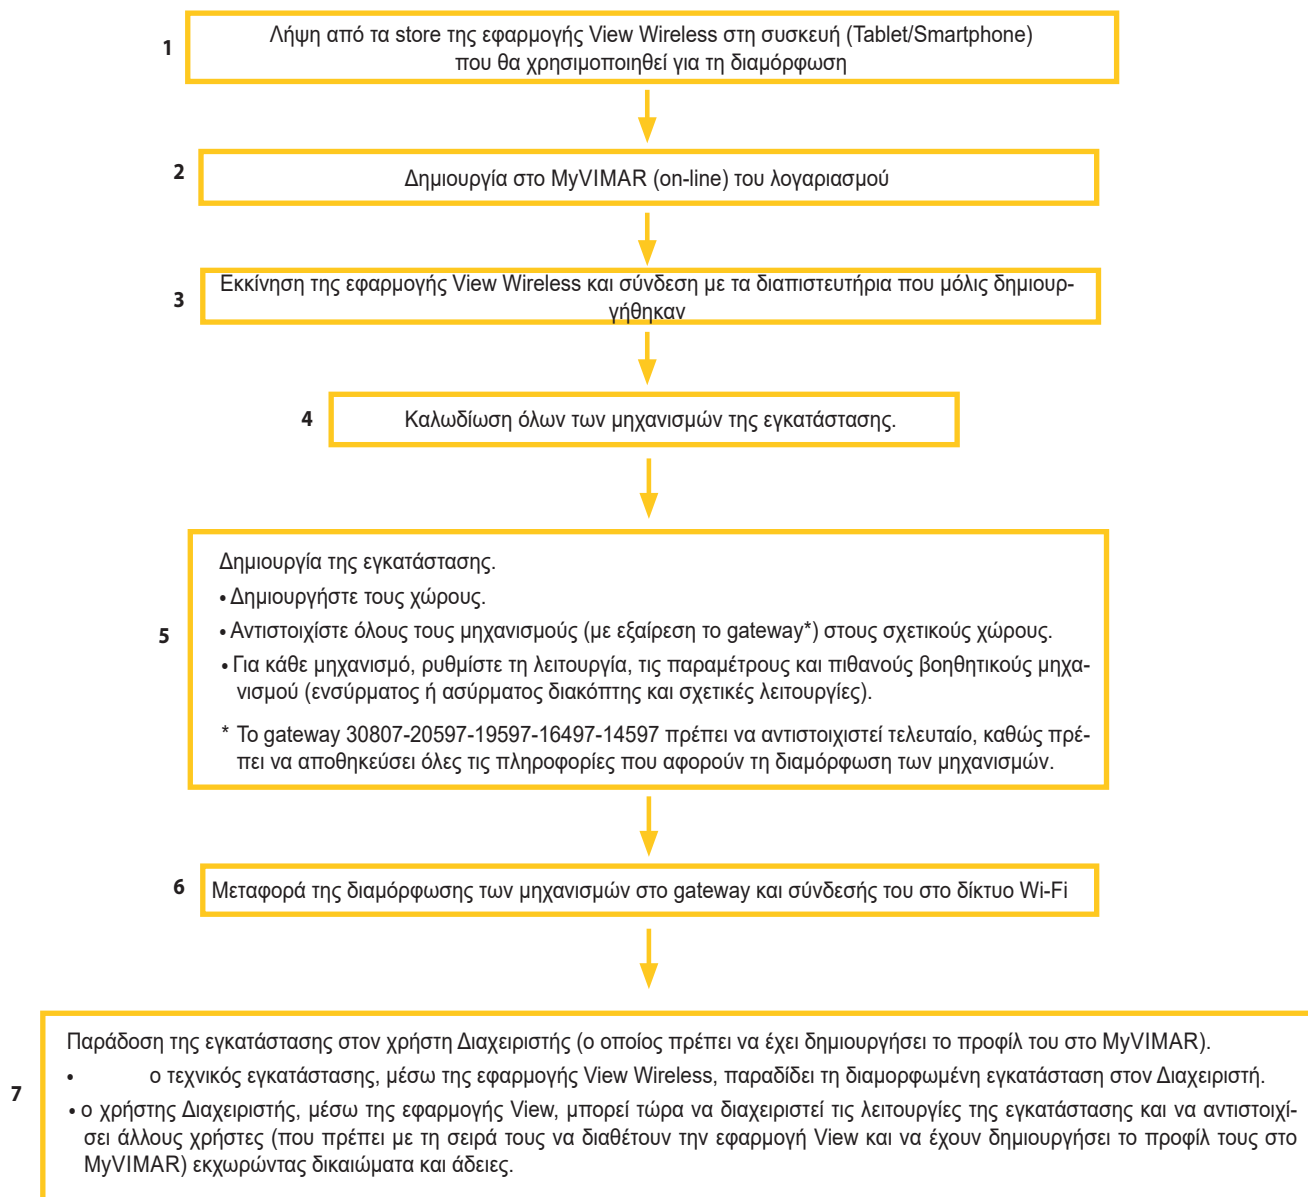 1
Λήψη από τα store της εφαρμογής View Wireless στη συσκευή (Tablet/Smartphone)
που θα χρησιμοποιηθεί για τη διαμόρφωση
2
Δημιουργία στο MyVIMAR (on-line) του λογαριασμού
3
Εκκίνηση της εφαρμογής View Wireless και σύνδεση με τα διαπιστευτήρια που μόλις δημιουρ-
γήθηκαν
4
Καλωδίωση όλων των μηχανισμών της εγκατάστασης.
5
Δημιουργία της εγκατάστασης.
• Δημιουργήστε τους χώρους.
• Αντιστοιχίστε όλους τους μηχανισμούς (με εξαίρεση το gateway*) στους σχετικούς χώρους.
• Για κάθε μηχανισμό, ρυθμίστε τη λειτουργία, τις παραμέτρους και πιθανούς βοηθητικούς μηχα-
νισμού (ενσύρματος ή ασύρματος διακόπτης και σχετικές λειτουργίες).
* Το gateway 30807-20597-19597-16497-14597 πρέπει να αντιστοιχιστεί τελευταίο, καθώς πρέ-
πει να αποθηκεύσει όλες τις πληροφορίες που αφορούν τη διαμόρφωση των μηχανισμών.
6
Μεταφορά της διαμόρφωσης των μηχανισμών στο gateway και σύνδεσής του στο δίκτυο Wi-Fi
7
Παράδοση της εγκατάστασης στον χρήστη Διαχειριστής (ο οποίος πρέπει να έχει δημιουργήσει το προφίλ του στο MyVIMAR).
• ο τεχνικός εγκατάστασης, μέσω της εφαρμογής View Wireless, παραδίδει τη διαμορφωμένη εγκατάσταση στον Διαχειριστή.
• ο χρήστης Διαχειριστής, μέσω της εφαρμογής View, μπορεί τώρα να διαχειριστεί τις λειτουργίες της εγκατάστασης και να αντιστοιχί-
σει άλλους χρήστες (που πρέπει με τη σειρά τους να διαθέτουν την εφαρμογή View και να έχουν δημιουργήσει το προφίλ τους στο
MyVIMAR) εκχωρώντας δικαιώματα και άδειες.